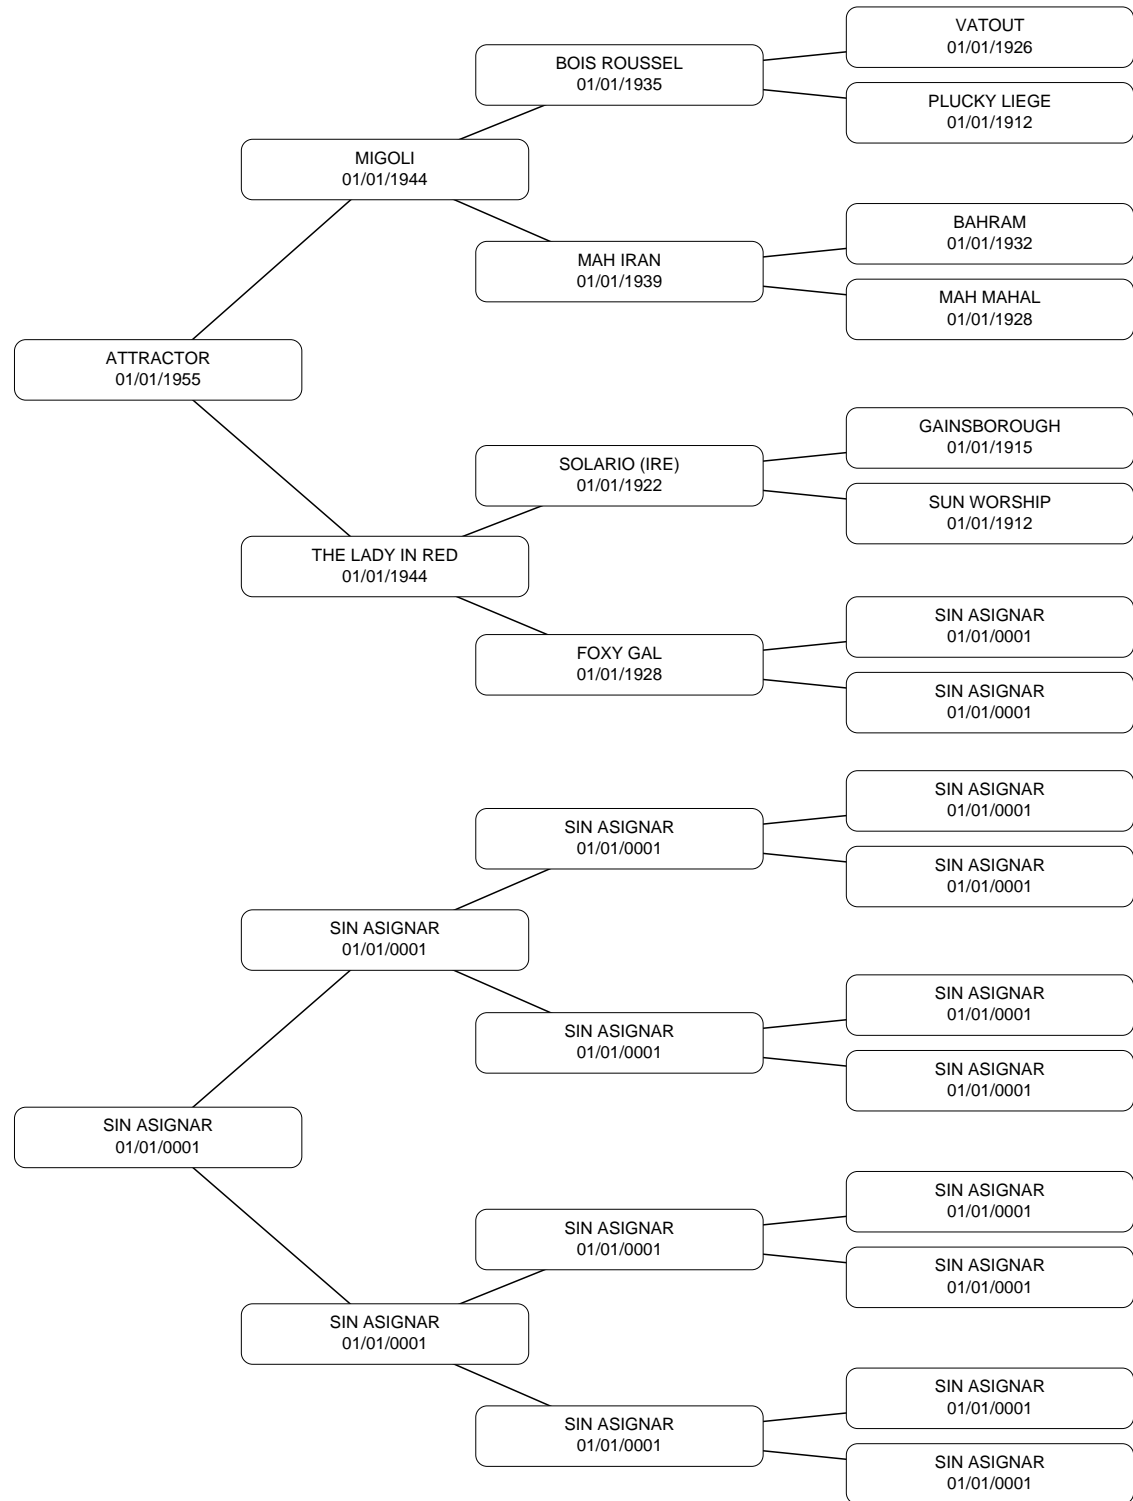 VATOUT
01/01/1926
BOIS ROUSSEL
01/01/1935
PLUCKY LIEGE
01/01/1912
MIGOLI
01/01/1944
BAHRAM
01/01/1932
MAH IRAN
01/01/1939
MAH MAHAL
01/01/1928
ATTRACTOR
01/01/1955
GAINSBOROUGH
01/01/1915
SOLARIO (IRE)
01/01/1922
SUN WORSHIP
01/01/1912
THE LADY IN RED
01/01/1944
SIN ASIGNAR
01/01/0001
FOXY GAL
01/01/1928
SIN ASIGNAR
01/01/0001
SIN ASIGNAR
01/01/0001
SIN ASIGNAR
01/01/0001
SIN ASIGNAR
01/01/0001
SIN ASIGNAR
01/01/0001
SIN ASIGNAR
01/01/0001
SIN ASIGNAR
01/01/0001
SIN ASIGNAR
01/01/0001
SIN ASIGNAR
01/01/0001
SIN ASIGNAR
01/01/0001
SIN ASIGNAR
01/01/0001
SIN ASIGNAR
01/01/0001
SIN ASIGNAR
01/01/0001
SIN ASIGNAR
01/01/0001
SIN ASIGNAR
01/01/0001
SIN ASIGNAR
01/01/0001